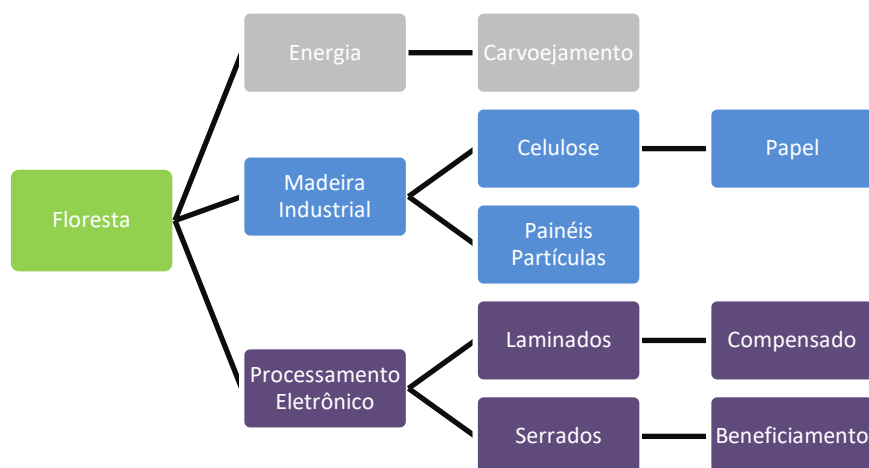 Energia
Carvoejamento
Celulose
Papel
Madeira
Industrial
Floresta
Painéis
Partículas
Laminados
Compensado
Processamento
Eletrônico
Serrados
Beneficiamento